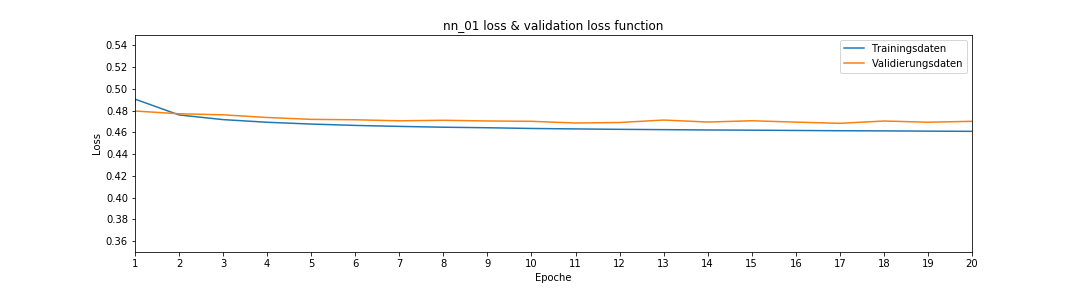 nn_01 loss & validation loss function
0.54
0.52
0.50
0.48
0.46
0.44
0.42
0.40
0.38
0.36
Loss
Trainingsdaten
Validierungsdaten
1 2 3 4 5 6 7 8 9 10 11 12 13 14 15 16 17 18 19 20
Epoche